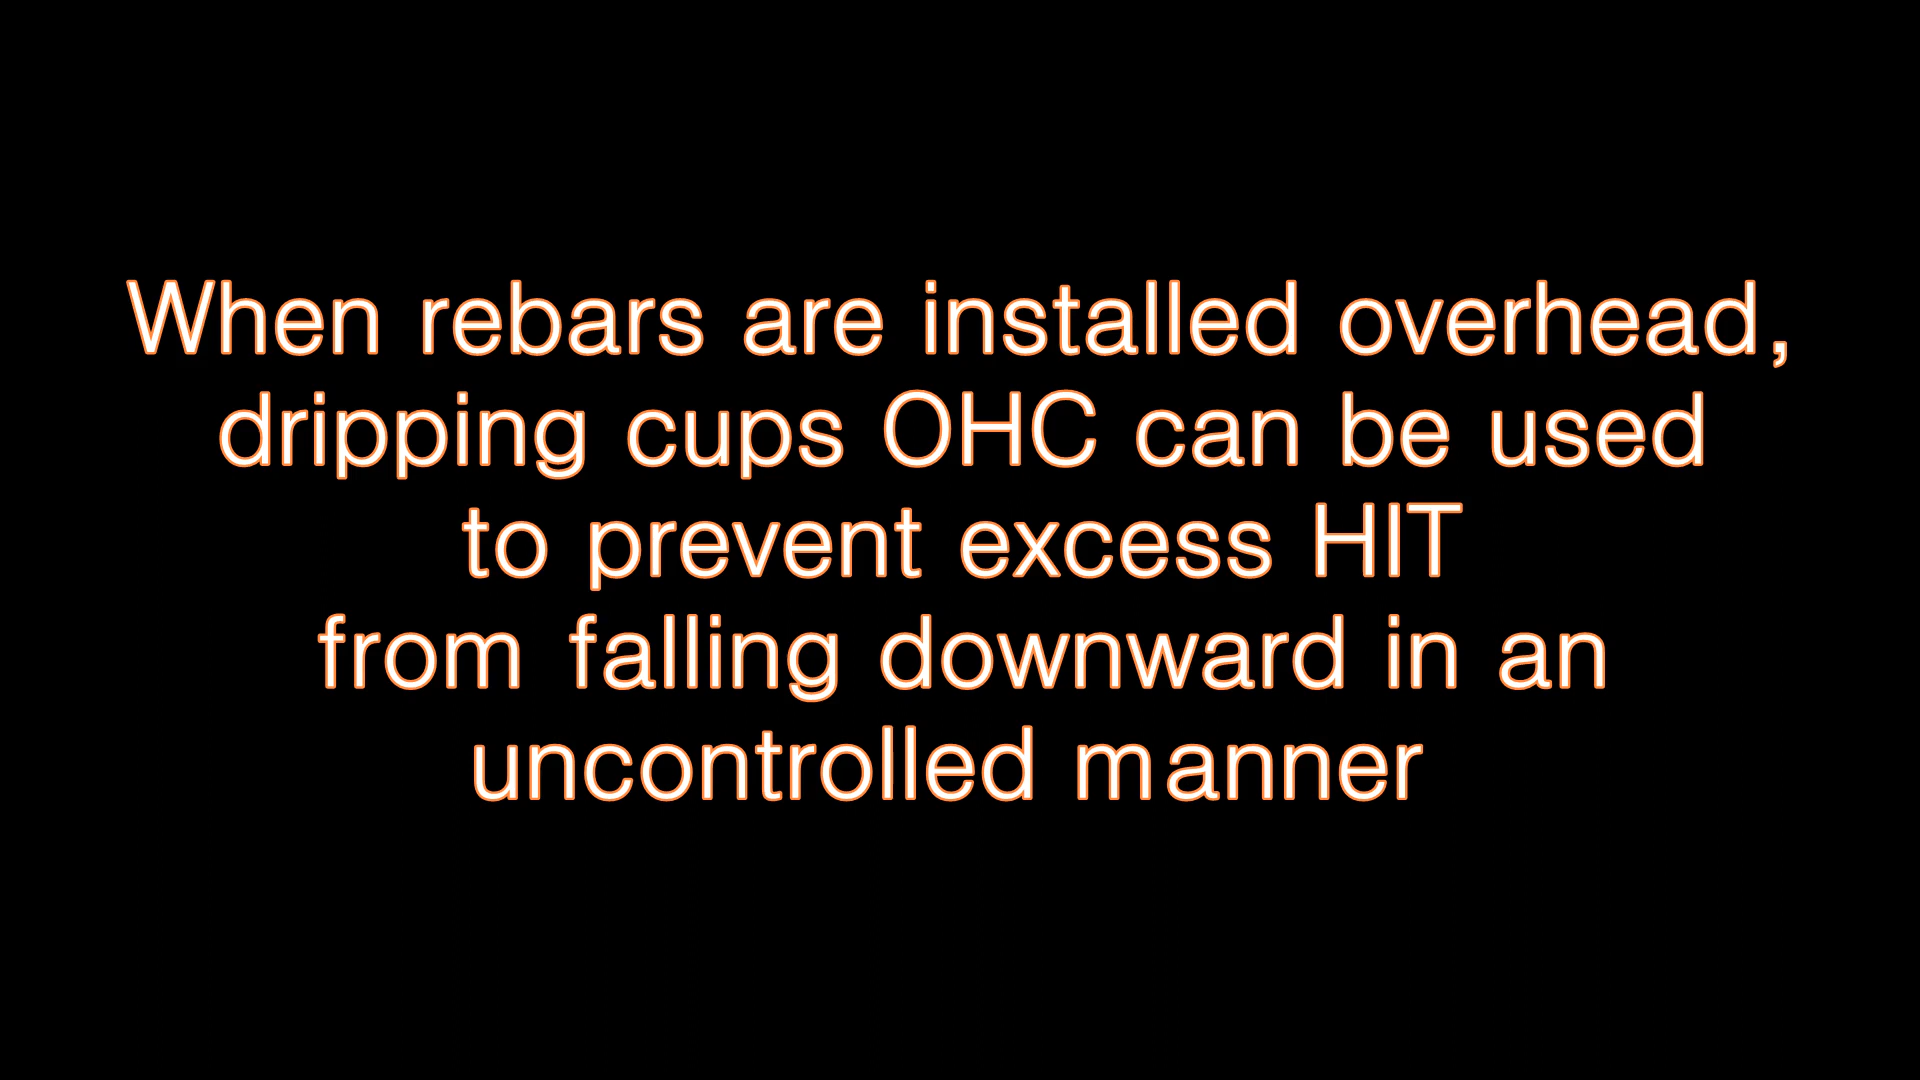 When rebars are installed overhead,
dripping cups OHC can be used
to prevent excess HIT
from falling downward in an
uncontrolled manner